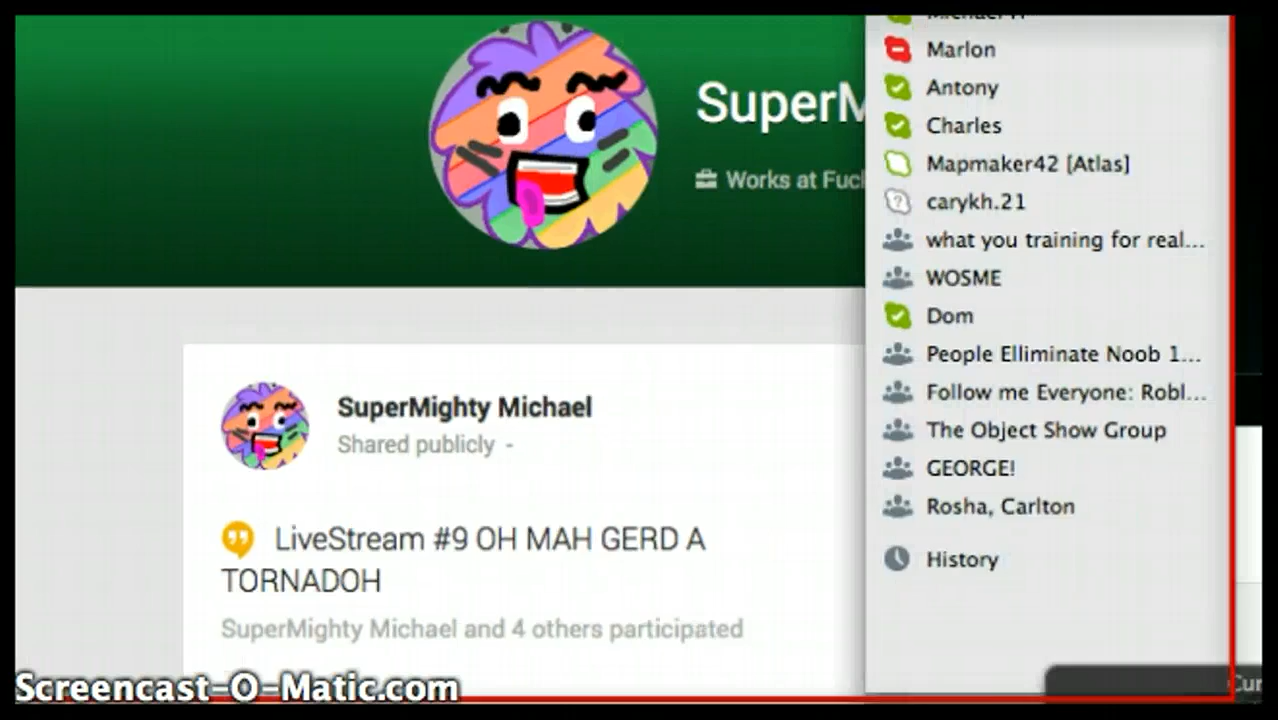 SuperM
Works at Fuc
SuperMighty Michael
Shared publicly -
LiveStream #9 OH MAH GERD A
TORNADOH
SuperMighty Michael and 4 others participated
Marlon
Antony
Charles
Mapmaker42 [Atlas]
carykh.21
what you training for real...
WOSME
Dom
People Elliminate Noob 1...
Follow me Everyone: Robl...
The Object Show Group
GEORGE!
Rosha, Carlton
History
Cur
Screencast-O-Matic.com